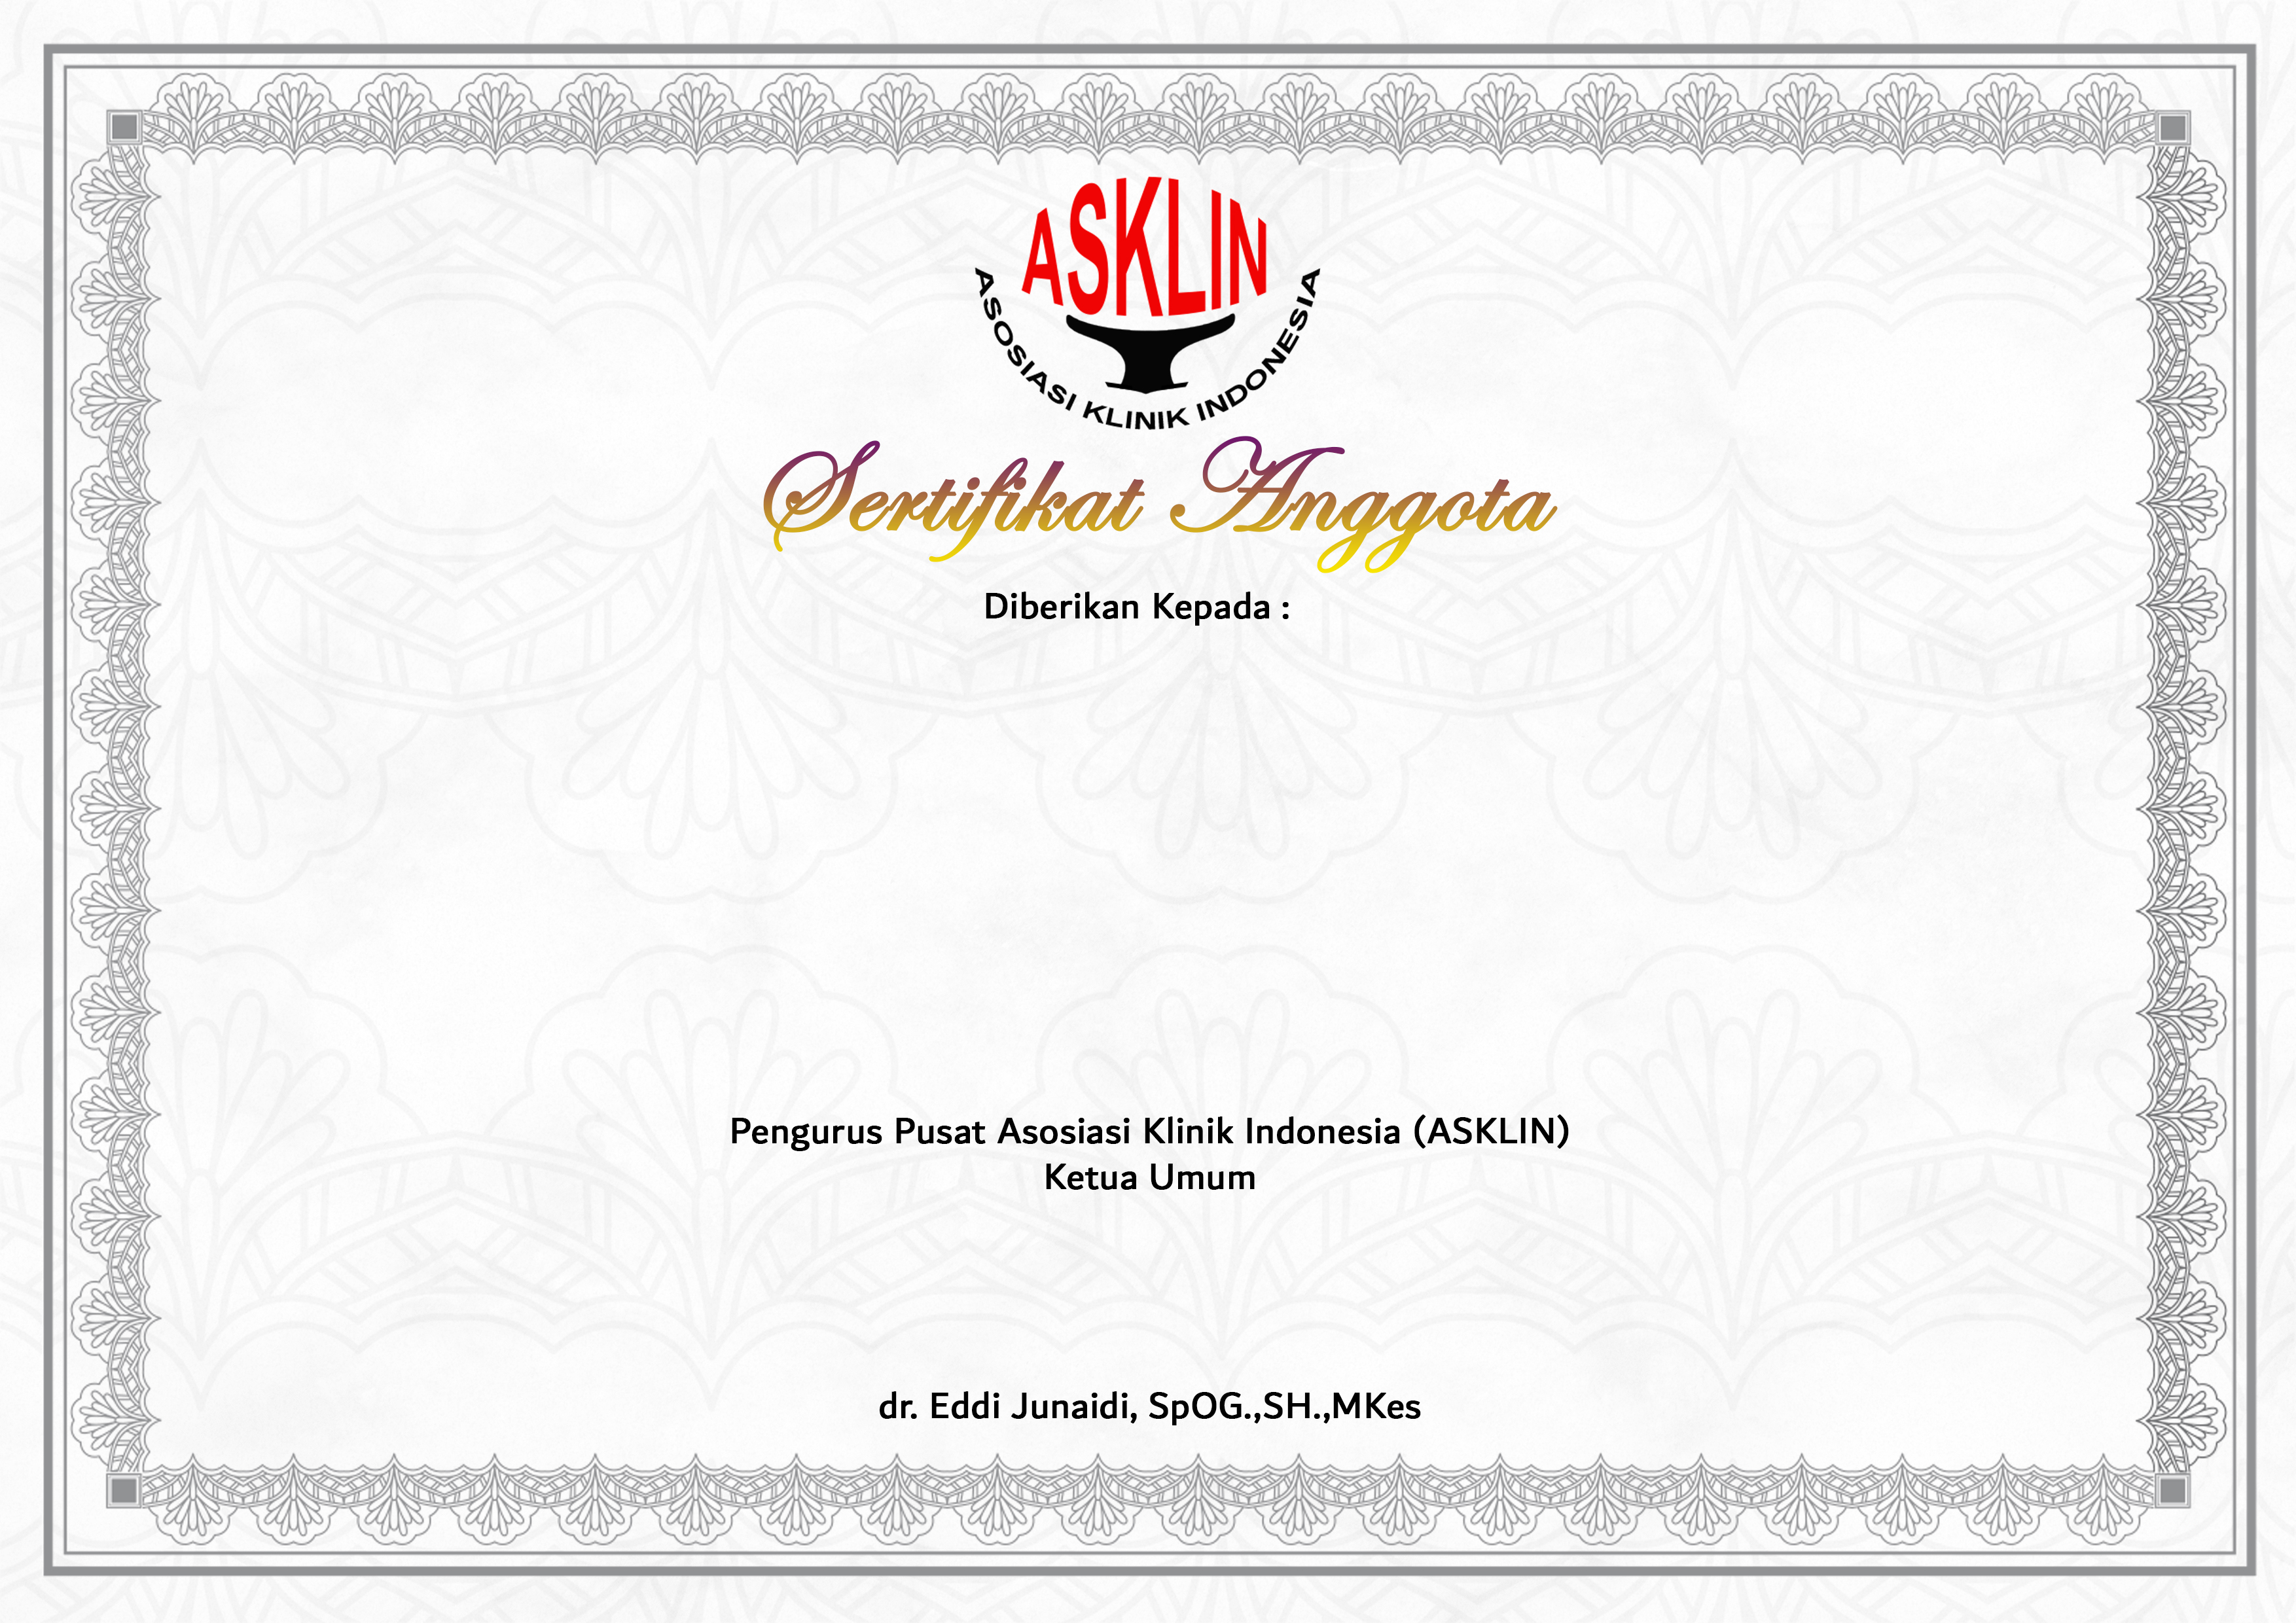 ASKLIN
ASOSIASI KLINIK INDONESIA
Sertifikat Anggota
Diberikan Kepada :
Pengurus Pusat Asosiasi Klinik Indonesia (ASKLIN)
Ketua Umum
dr. Eddi Junaidi, SpOG.,SH.,MKes